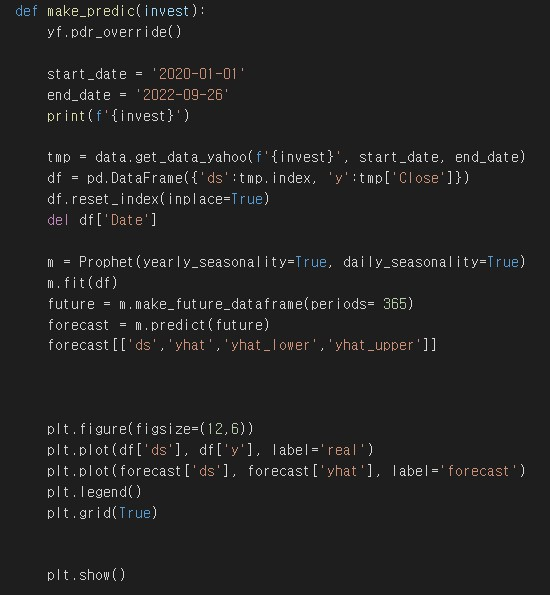 def make_predic(invest):
    yf.pdr_override()

    start_date = '2020-01-01'
    end_date = '2022-09-26'
    print(f'{invest}')

    tmp = data.get_data_yahoo(f'{invest}', start_date, end_date)
    df = pd.DataFrame({'ds':tmp.index, 'y':tmp['Close']})
    df.reset_index(inplace=True)
    del df['Date']

    m = Prophet(yearly_seasonality=True, daily_seasonality=True)
    m.fit(df)
    future = m.make_future_dataframe(periods= 365)
    forecast = m.predict(future)
    forecast[['ds','yhat','yhat_lower','yhat_upper']]

    plt.figure(figsize=(12,6))
    plt.plot(df['ds'], df['y'], label='real')
    plt.plot(forecast['ds'], forecast['yhat'], label='forecast')
    plt.legend()
    plt.grid(True)

    plt.show()